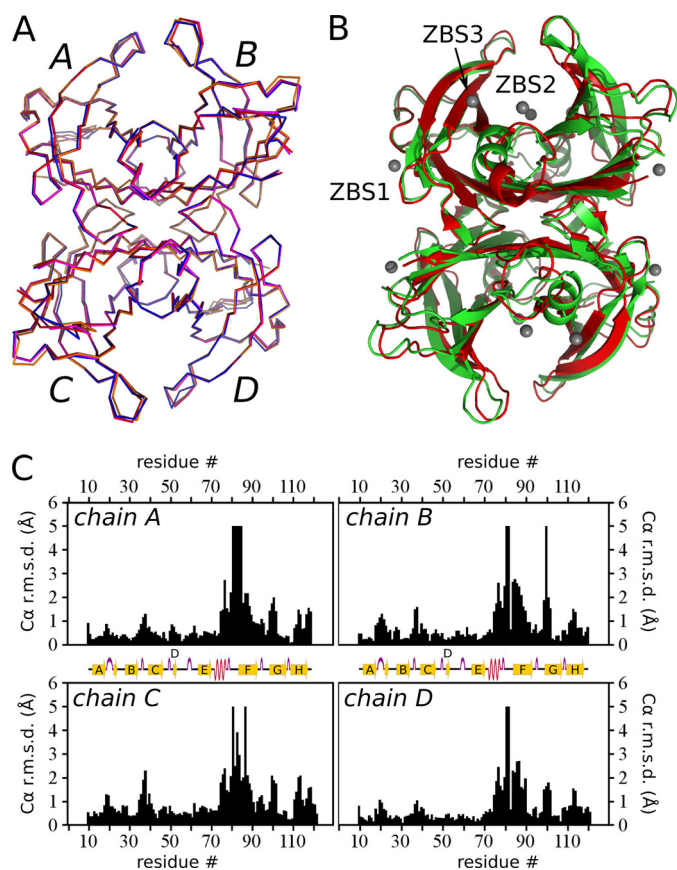 A
A
B
C
D
B
ZBS3
ZBS2
ZBS1
C
residue #
residue #
10 30 50 70 90 110
10 30 50 70 90 110
Cα r.m.s.d. (Å)
6
5
4
3
2
1
0
chain A
chain B
6
5
4
3
2
1
0
Cα r.m.s.d. (Å)
D
A B C E F G H
D
A B C E F G H
Cα r.m.s.d. (Å)
6
5
4
3
2
1
0
chain C
chain D
6
5
4
3
2
1
0
Cα r.m.s.d. (Å)
10 30 50 70 90 110
10 30 50 70 90 110
residue #
residue #